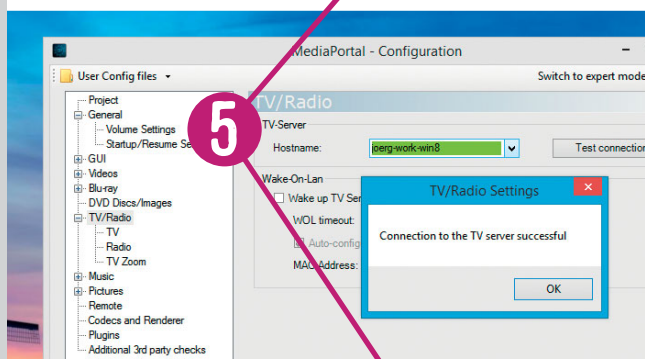 MediaPortal - Configuration
User Config files
Switch to expert mode
Project
General
Volume Settings
Startup/Resume Se
GUI
Videos
Blu-ray
DVD Discs/Images
TV/Radio
TV
Radio
TV Zoom
Music
Pictures
Remote
Codecs and Renderer
Plugins
Additional 3rd party checks
5
TV/Radio
TV-Server
Hostname:
joerg-work-win8
Test connection
Wake-On-Lan
Wake up TV Ser
WOL timeout:
Auto-config
MAC Address:
TV/Radio Settings
Connection to the TV server successful
OK